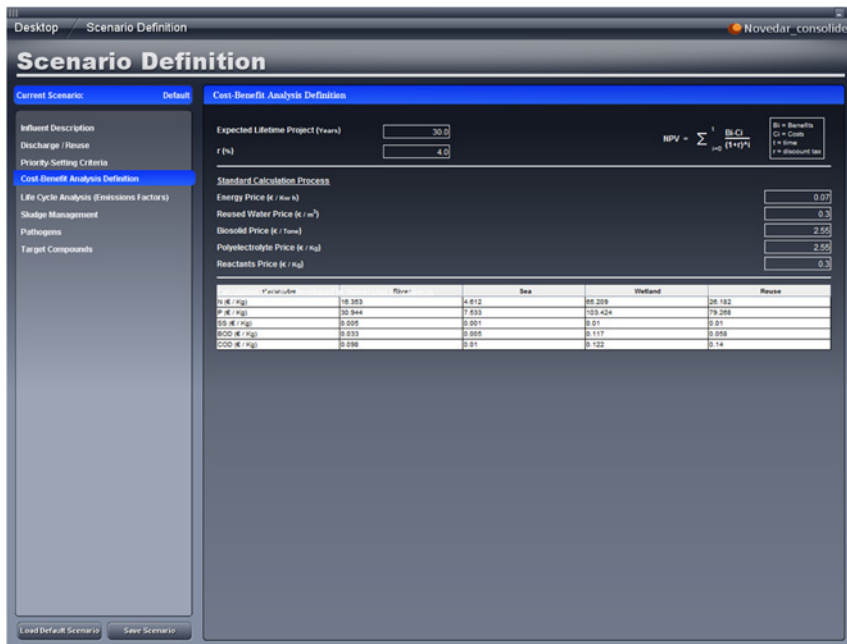 Desktop / Scenario Definition
Novedar_consolide
Scenario Definition
Current Scenario: Default
Influent Description
Discharge / Reuse
Priority-Setting Criteria
Cost-Benefit Analysis Definition
Life Cycle Analysis (Emissions Factors)
Sludge Management
Pathogens
Target Compounds
Load Default Scenario Save Scenario
Cost-Benefit Analysis Definition
Expected Lifetime Project (Years) 30.0
r (%) 4.0
NPV = ∑ t i=0 Bi-Ci (1+r)^i
Bi = Benefits
Ci = Costs
t = time
r = discount tax
Standard Calculation Process
Energy Price (€ / Kw h) 0.07
Reused Water Price (€ / m³) 0.3
Biosolid Price (€ / Tone) 2.55
Polyelectrolyte Price (€ / Kg) 2.55
Reactants Price (€ / Kg) 0.3
River Sea Wetland Reuse
N (€ / Kg) 16.353 4.612 65.209 26.182
P (€ / Kg) 30.944 7.533 103.424 79.268
SS (€ / Kg) 0.005 0.001 0.01 0.01
BOD (€ / Kg) 0.033 0.005 0.117 0.058
COD (€ / Kg) 0.098 0.01 0.122 0.14